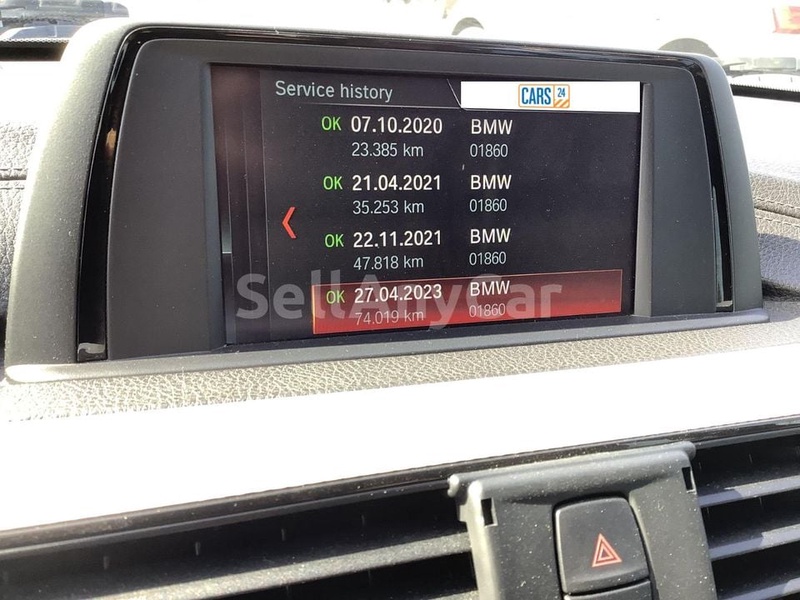 Service history
CARS 24
OK 07.10.2020 BMW
23.385 km 01860
OK 21.04.2021 BMW
35.253 km 01860
OK 22.11.2021 BMW
47.818 km 01860
OK 27.04.2023 BMW
74.019 km 01860
SellAnyCar